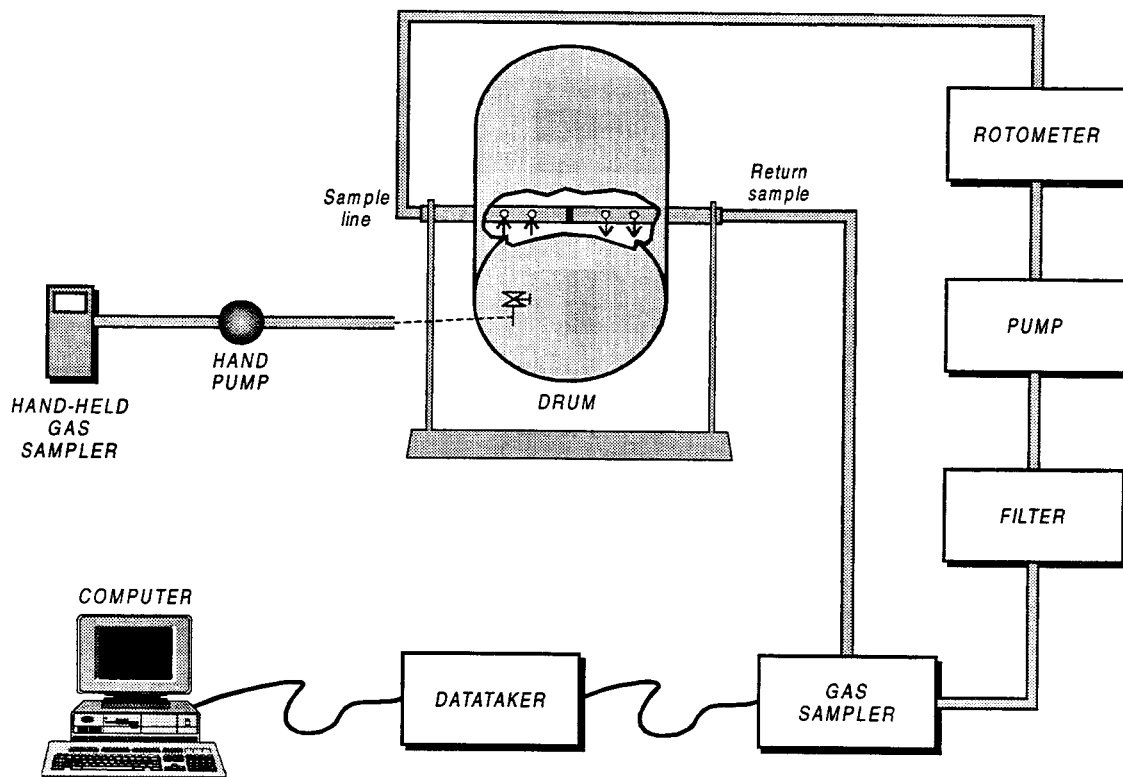 ROTOMETER
Sample
line
Return
sample
PUMP
HAND
PUMP
HAND-HELD
GAS
SAMPLER
DRUM
FILTER
COMPUTER
DATATAKER
GAS
SAMPLER